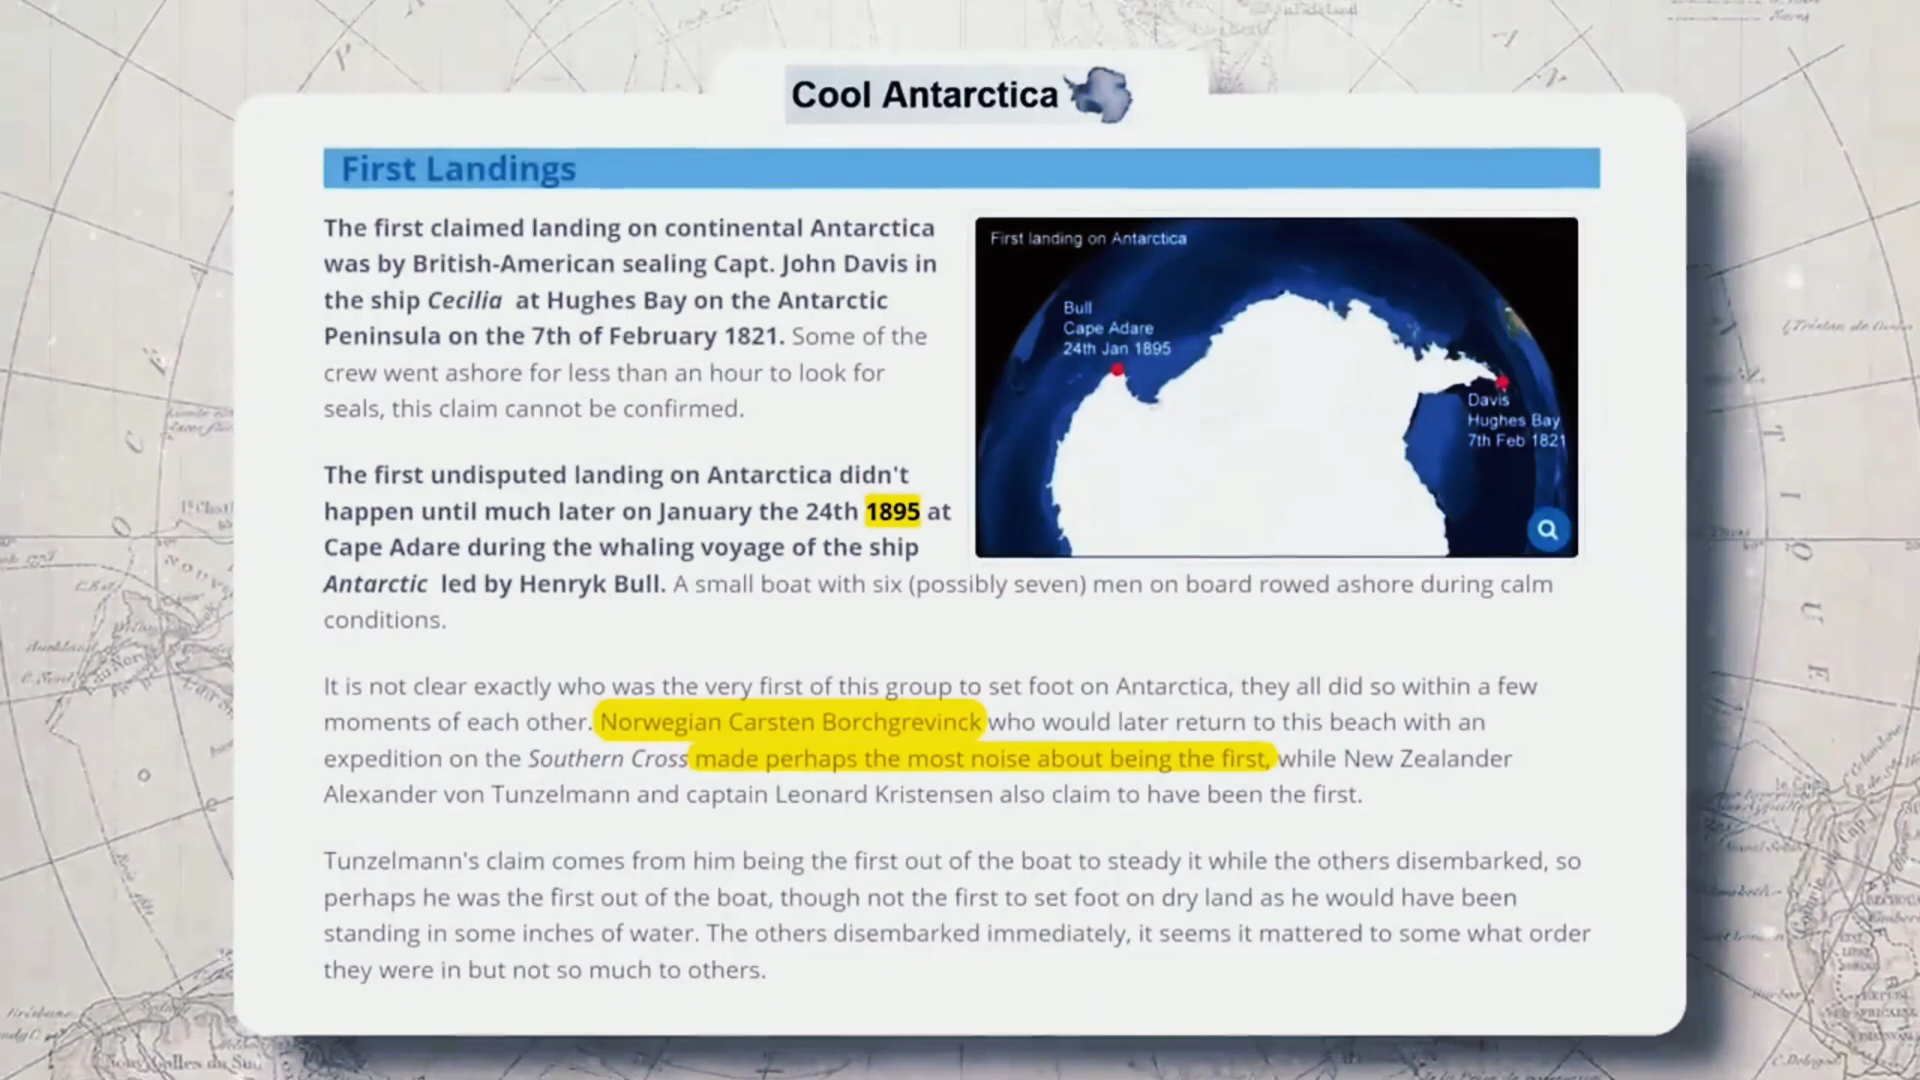 Cool Antarctica
First Landings
The first claimed landing on continental Antarctica
was by British-American sealing Capt. John Davis in
the ship Cecilia at Hughes Bay on the Antarctic
Peninsula on the 7th of February 1821. Some of the
crew went ashore for less than an hour to look for
seals, this claim cannot be confirmed.
First landing on Antarctica
Bull
Cape Adare
24th Jan 1895
Davis
Hughes Bay
7th Feb 1821
The first undisputed landing on Antarctica didn't
happen until much later on January the 24th 1895 at
Cape Adare during the whaling voyage of the ship
Antarctic led by Henryk Bull. A small boat with six (possibly seven) men on board rowed ashore during calm
conditions.
It is not clear exactly who was the very first of this group to set foot on Antarctica, they all did so within a few
moments of each other. Norwegian Carsten Borchgrevinck who would later return to this beach with an
expedition on the Southern Cross made perhaps the most noise about being the first, while New Zealander
Alexander von Tunzelmann and captain Leonard Kristensen also claim to have been the first.
Tunzelmann's claim comes from him being the first out of the boat to steady it while the others disembarked, so
perhaps he was the first out of the boat, though not the first to set foot on dry land as he would have been
standing in some inches of water. The others disembarked immediately, it seems it mattered to some what order
they were in but not so much to others.